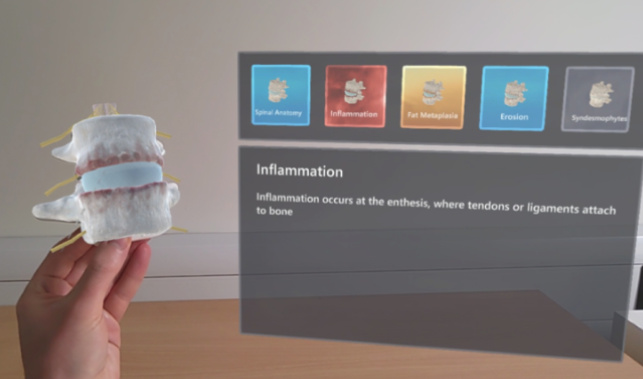 Spiral Anatomy
Inflammation
Fat Metaplasia
Erosion
Syndesmophytes
Inflammation
Inflammation occurs at the enthesis, where tendons or ligaments attach
to bone